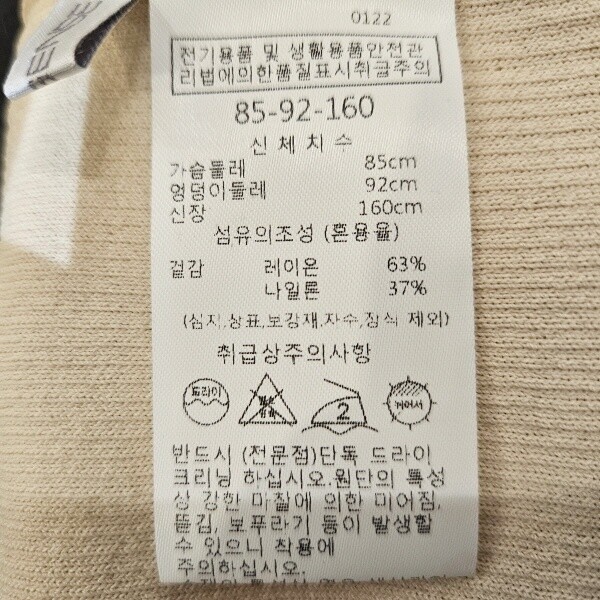 0122
전기용품 및 생활용품안전관
리법에의한품질표시취급주의
85-92-160
신체치수
가슴둘레 85cm
엉덩이둘레 92cm
신장 160cm
섬유의조성 (혼용율)
겉감 레이온 63%
나일론 37%
(심지,상표,보강재,자수,장식 제외)
취급상주의사항
드라이 2 뉘어서
반드시 (전문점)단독 드라이
크리닝 하십시오.원단의 특성
상 강한 마찰에 의한 미어짐,
뜯김, 보푸라기 등이 발생할
수 있으니 착용에
주의하십시오.